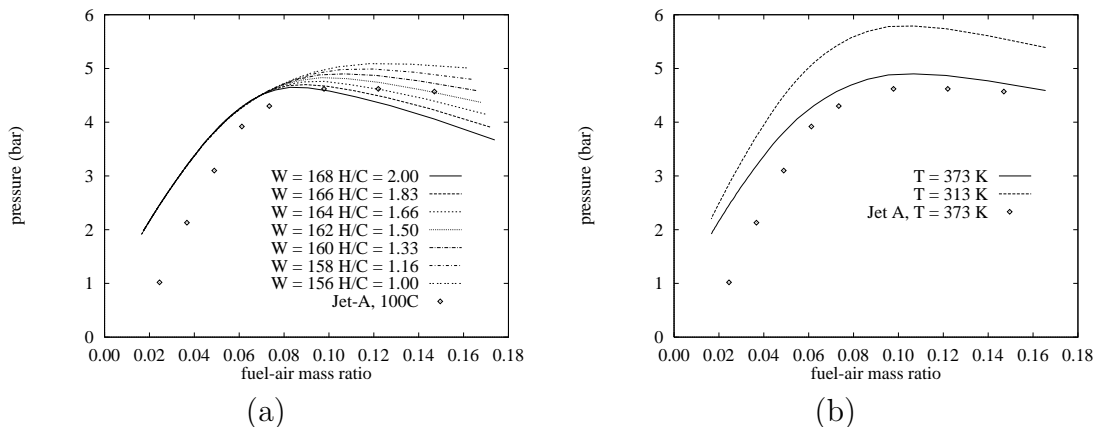 6
5
4
3
2
1
0
pressure (bar)
W = 168 H/C = 2.00
W = 166 H/C = 1.83
W = 164 H/C = 1.66
W = 162 H/C = 1.50
W = 160 H/C = 1.33
W = 158 H/C = 1.16
W = 156 H/C = 1.00
Jet-A, 100C
0.00 0.02 0.04 0.06 0.08 0.10 0.12 0.14 0.16 0.18
fuel-air mass ratio
(a)
6
5
4
3
2
1
0
pressure (bar)
T = 373 K
T = 313 K
Jet A, T = 373 K
0.00 0.02 0.04 0.06 0.08 0.10 0.12 0.14 0.16 0.18
fuel-air mass ratio
(b)